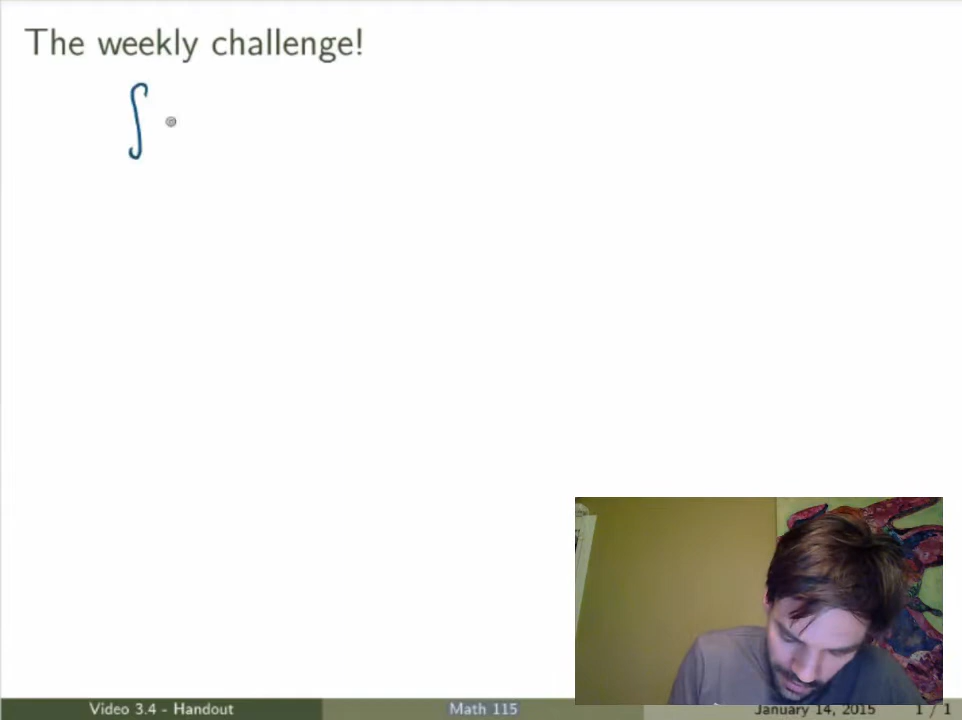 The weekly challenge!
∫
Video 3.4 - Handout Math 115 January 14, 2015 1 / 1